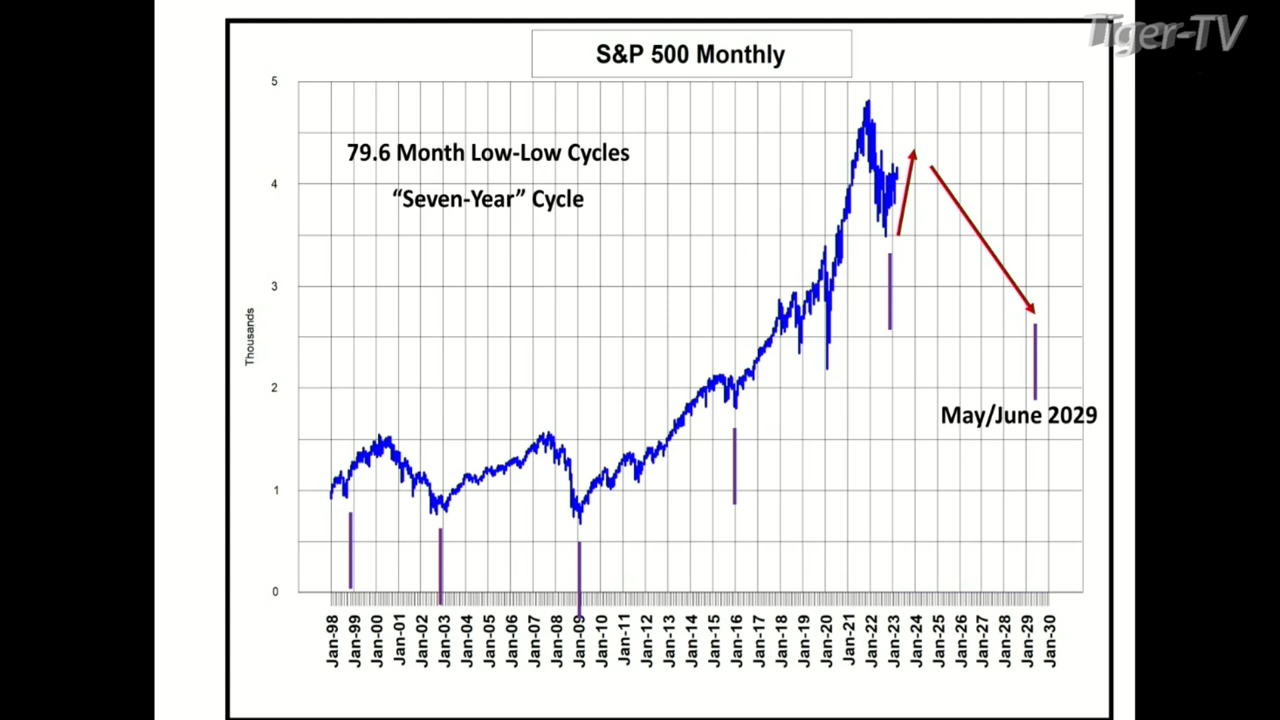 Tiger-TV
S&P 500 Monthly
79.6 Month Low-Low Cycles
“Seven-Year” Cycle
May/June 2029
Thousands
5
4
3
2
1
0
Jan-98
Jan-99
Jan-00
Jan-01
Jan-02
Jan-03
Jan-04
Jan-05
Jan-06
Jan-07
Jan-08
Jan-09
Jan-10
Jan-11
Jan-12
Jan-13
Jan-14
Jan-15
Jan-16
Jan-17
Jan-18
Jan-19
Jan-20
Jan-21
Jan-22
Jan-23
Jan-24
Jan-25
Jan-26
Jan-27
Jan-28
Jan-29
Jan-30